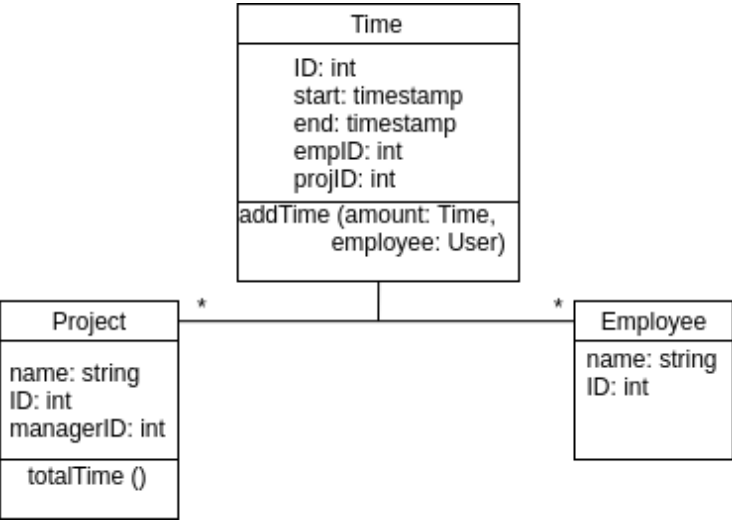 Time
ID: int
start: timestamp
end: timestamp
empID: int
projID: int
addTime (amount: Time,
employee: User)
*
*
Project
name: string
ID: int
managerID: int
totalTime ()
Employee
name: string
ID: int